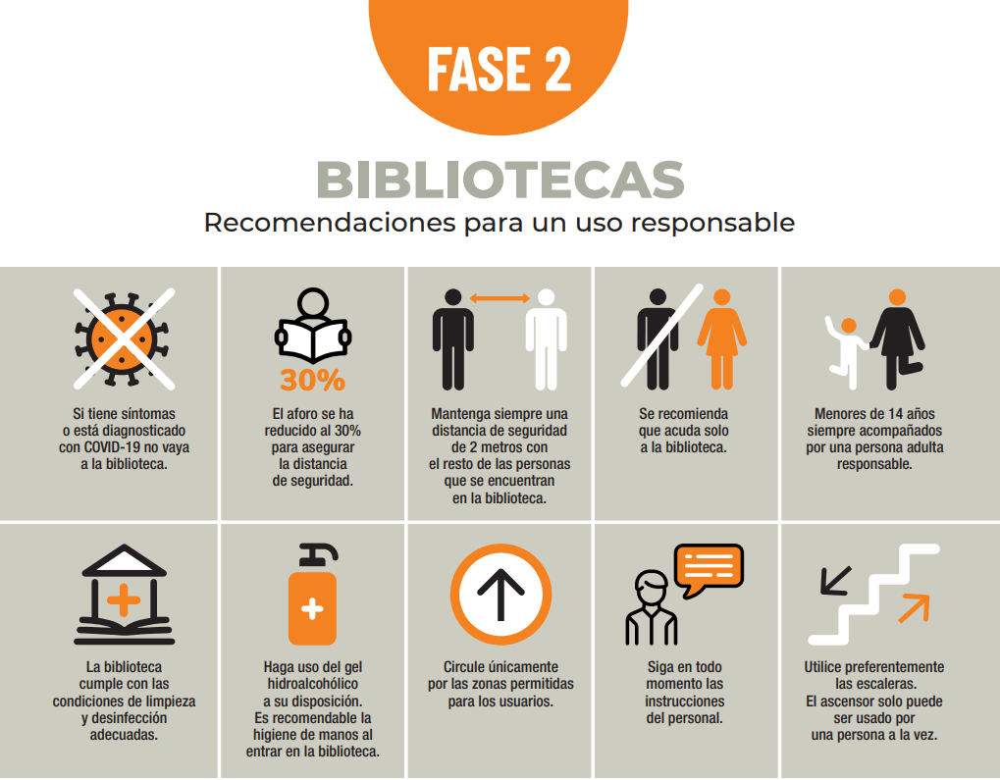 FASE 2
BIBLIOTECAS
Recomendaciones para un uso responsable
Si tiene síntomas
o está diagnosticado
con COVID-19 no vaya
a la biblioteca.
30%
El aforo se ha
reducido al 30%
para asegurar
la distancia
de seguridad.
Mantenga siempre una
distancia de seguridad
de 2 metros con
el resto de las personas
que se encuentran
en la biblioteca.
Se recomienda
que acuda solo
a la biblioteca.
Menores de 14 años
siempre acompañados
por una persona adulta
responsable.
La biblioteca
cumple con las
condiciones de limpieza
y desinfección
adecuadas.
Haga uso del gel
hidroalcohólico
a su disposición.
Es recomendable la
higiene de manos al
entrar en la biblioteca.
Circule únicamente
por las zonas permitidas
para los usuarios.
Siga en todo
momento las
instrucciones
del personal.
Utilice preferentemente
las escaleras.
El ascensor solo puede
ser usado por
una persona a la vez.